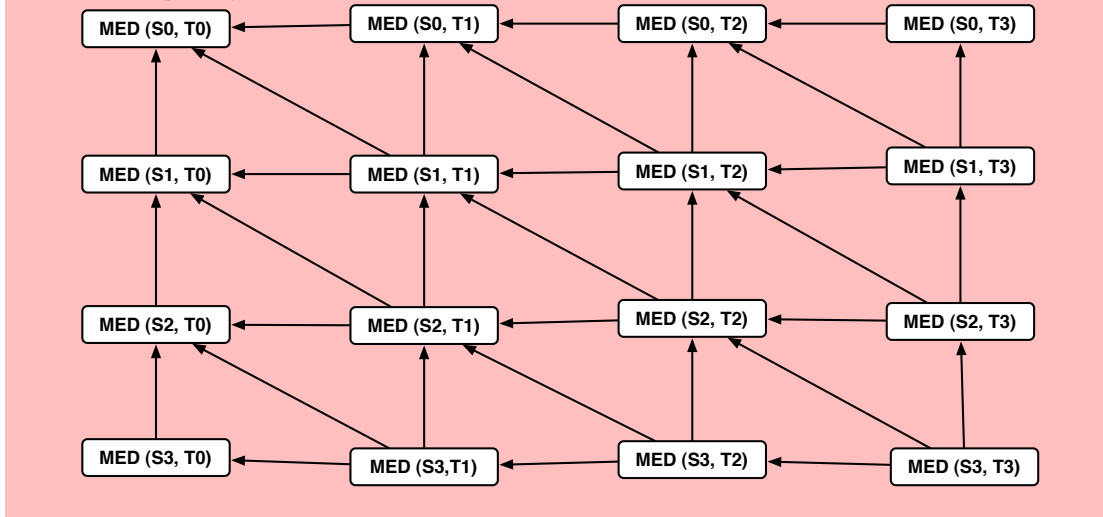 MED (S0, T0)
MED (S0, T1)
MED (S0, T2)
MED (S0, T3)
MED (S1, T0)
MED (S1, T1)
MED (S1, T2)
MED (S1, T3)
MED (S2, T0)
MED (S2, T1)
MED (S2, T2)
MED (S2, T3)
MED (S3, T0)
MED (S3,T1)
MED (S3, T2)
MED (S3, T3)